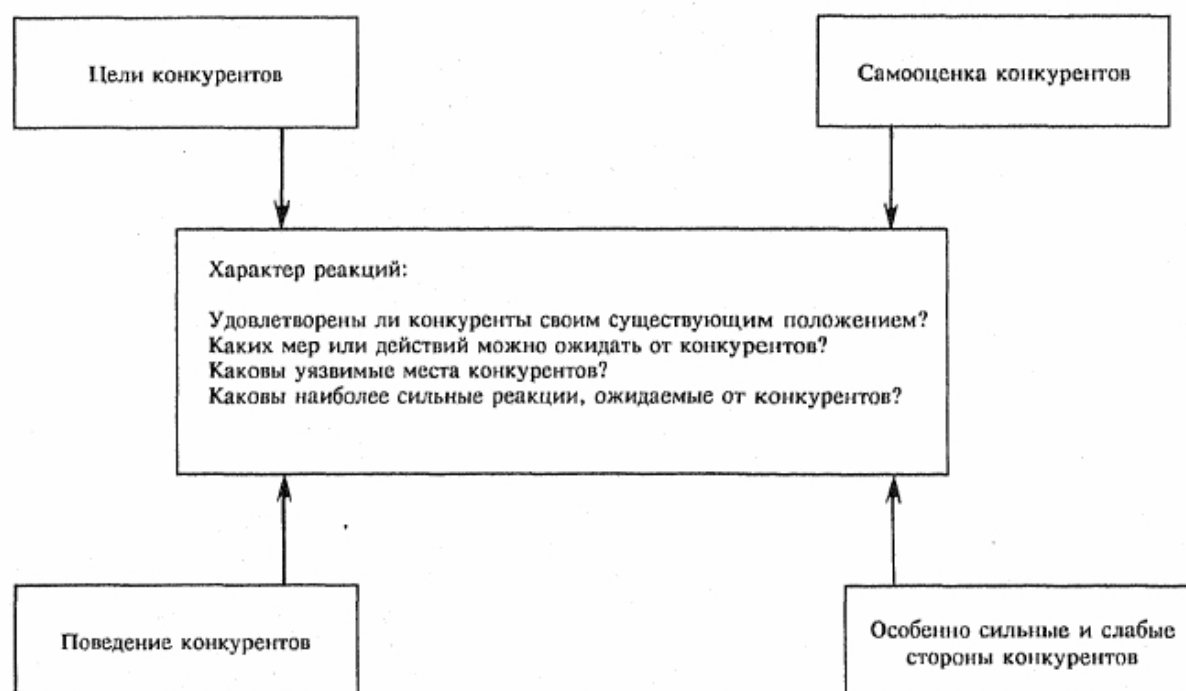 Цели конкурентов
Самооценка конкурентов
Характер реакций:
Удовлетворены ли конкуренты своим существующим положением?
Каких мер или действий можно ожидать от конкурентов?
Каковы уязвимые места конкурентов?
Каковы наиболее сильные реакции, ожидаемые от конкурентов?
Поведение конкурентов
Особенно сильные и слабые
стороны конкурентов